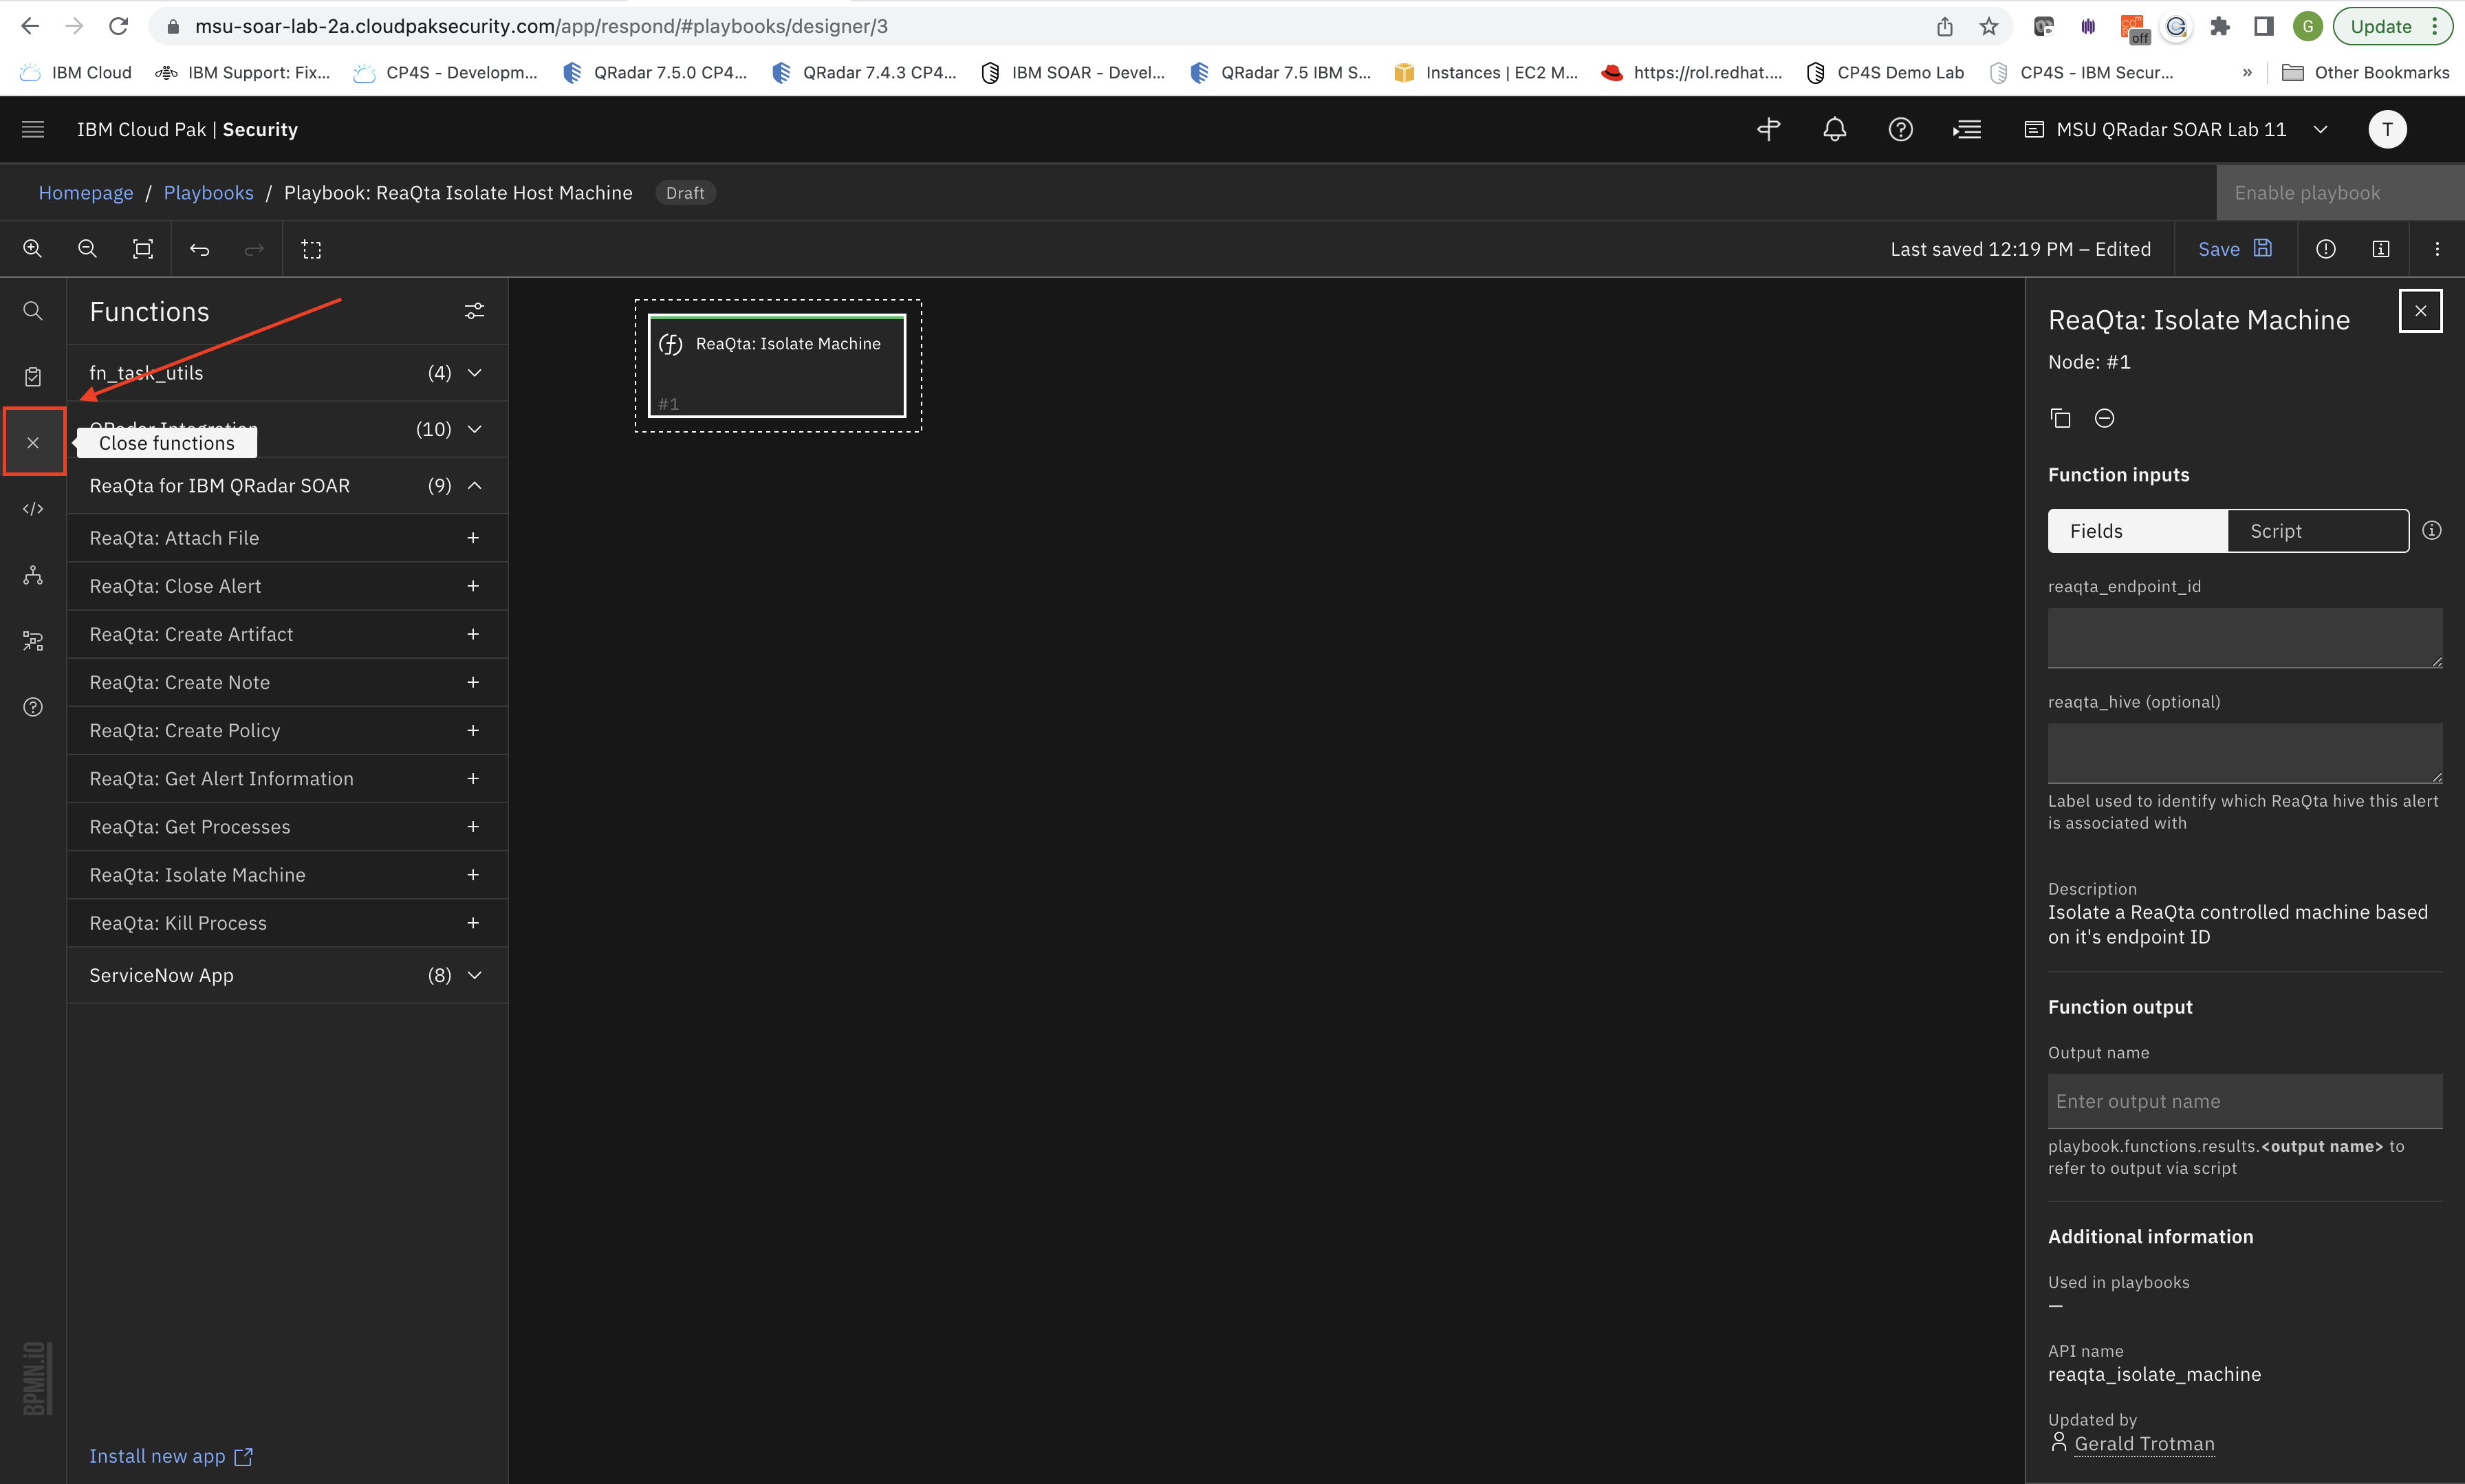 msu-soar-lab-2a.cloudpaksecurity.com/app/respond/#playbooks/designer/3
off
G
Update
IBM Cloud
IBM Support: Fix...
CP4S - Developm...
QRadar 7.5.0 CP4...
QRadar 7.4.3 CP4...
IBM SOAR - Devel...
QRadar 7.5 IBM S...
Instances | EC2 M...
https://rol.redhat....
CP4S Demo Lab
CP4S - IBM Secur...
»
Other Bookmarks
IBM Cloud Pak | Security
MSU QRadar SOAR Lab 11
T
Homepage / Playbooks / Playbook: ReaQta Isolate Host Machine
Draft
Enable playbook
Last saved 12:19 PM – Edited
Save
Functions
fn_task_utils (4)
QRadar Integration (10)
Close functions
ReaQta for IBM QRadar SOAR (9)
ReaQta: Attach File +
ReaQta: Close Alert +
ReaQta: Create Artifact +
ReaQta: Create Note +
ReaQta: Create Policy +
ReaQta: Get Alert Information +
ReaQta: Get Processes +
ReaQta: Isolate Machine +
ReaQta: Kill Process +
ServiceNow App (8)
Install new app
BPMN.iO
ReaQta: Isolate Machine
#1
ReaQta: Isolate Machine
Node: #1
Function inputs
Fields
Script
reaqta_endpoint_id
reaqta_hive (optional)
Label used to identify which ReaQta hive this alert
is associated with
Description
Isolate a ReaQta controlled machine based
on it's endpoint ID
Function output
Output name
Enter output name
playbook.functions.results.<output name> to
refer to output via script
Additional information
Used in playbooks
—
API name
reaqta_isolate_machine
Updated by
Gerald Trotman